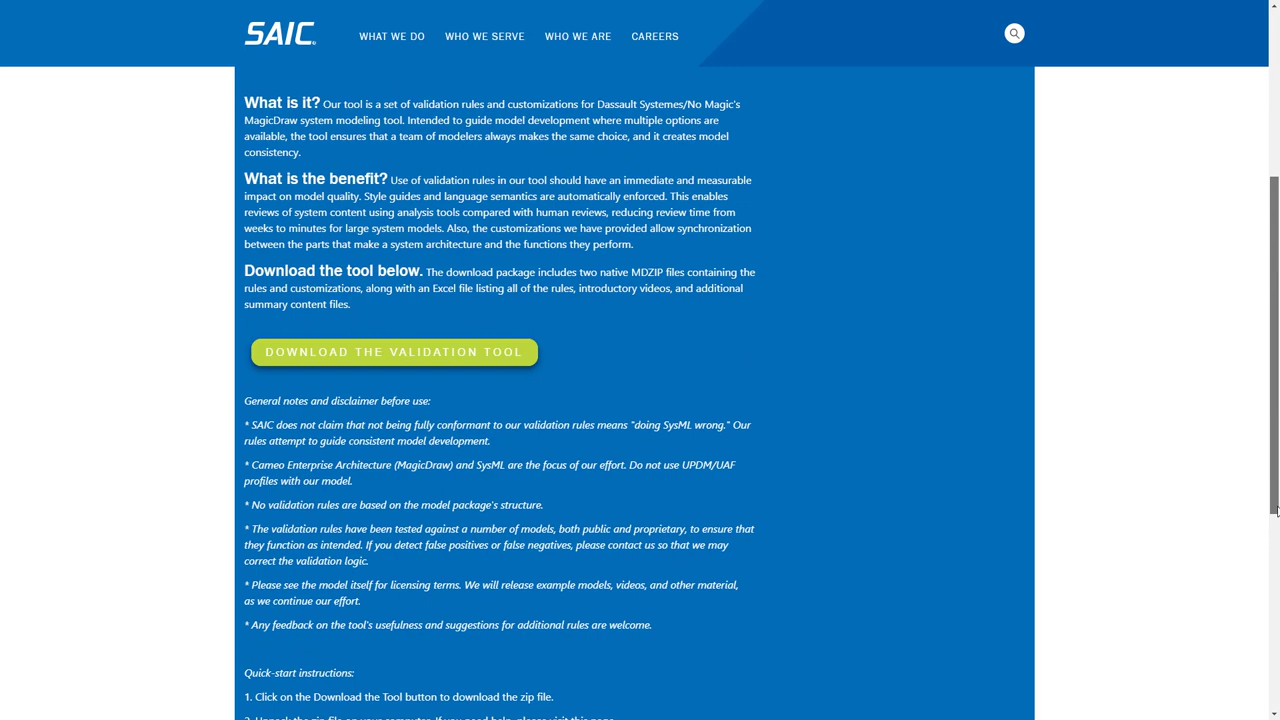 SAIC
WHAT WE DO WHO WE SERVE WHO WE ARE CAREERS
What is it? Our tool is a set of validation rules and customizations for Dassault Systemes/No Magic's
MagicDraw system modeling tool. Intended to guide model development where multiple options are
available, the tool ensures that a team of modelers always makes the same choice, and it creates model
consistency.
What is the benefit? Use of validation rules in our tool should have an immediate and measurable
impact on model quality. Style guides and language semantics are automatically enforced. This enables
reviews of system content using analysis tools compared with human reviews, reducing review time from
weeks to minutes for large system models. Also, the customizations we have provided allow synchronization
between the parts that make a system architecture and the functions they perform.
Download the tool below. The download package includes two native MDZIP files containing the
rules and customizations, along with an Excel file listing all of the rules, introductory videos, and additional
summary content files.
DOWNLOAD THE VALIDATION TOOL
General notes and disclaimer before use:
* SAIC does not claim that not being fully conformant to our validation rules means "doing SysML wrong." Our
rules attempt to guide consistent model development.
* Cameo Enterprise Architecture (MagicDraw) and SysML are the focus of our effort. Do not use UPDM/UAF
profiles with our model.
* No validation rules are based on the model package's structure.
* The validation rules have been tested against a number of models, both public and proprietary, to ensure that
they function as intended. If you detect false positives or false negatives, please contact us so that we may
correct the validation logic.
* Please see the model itself for licensing terms. We will release example models, videos, and other material,
as we continue our effort.
* Any feedback on the tool's usefulness and suggestions for additional rules are welcome.
Quick-start instructions:
1. Click on the Download the Tool button to download the zip file.
2. Unpack the zip file on your computer. If you need help, please visit this page.